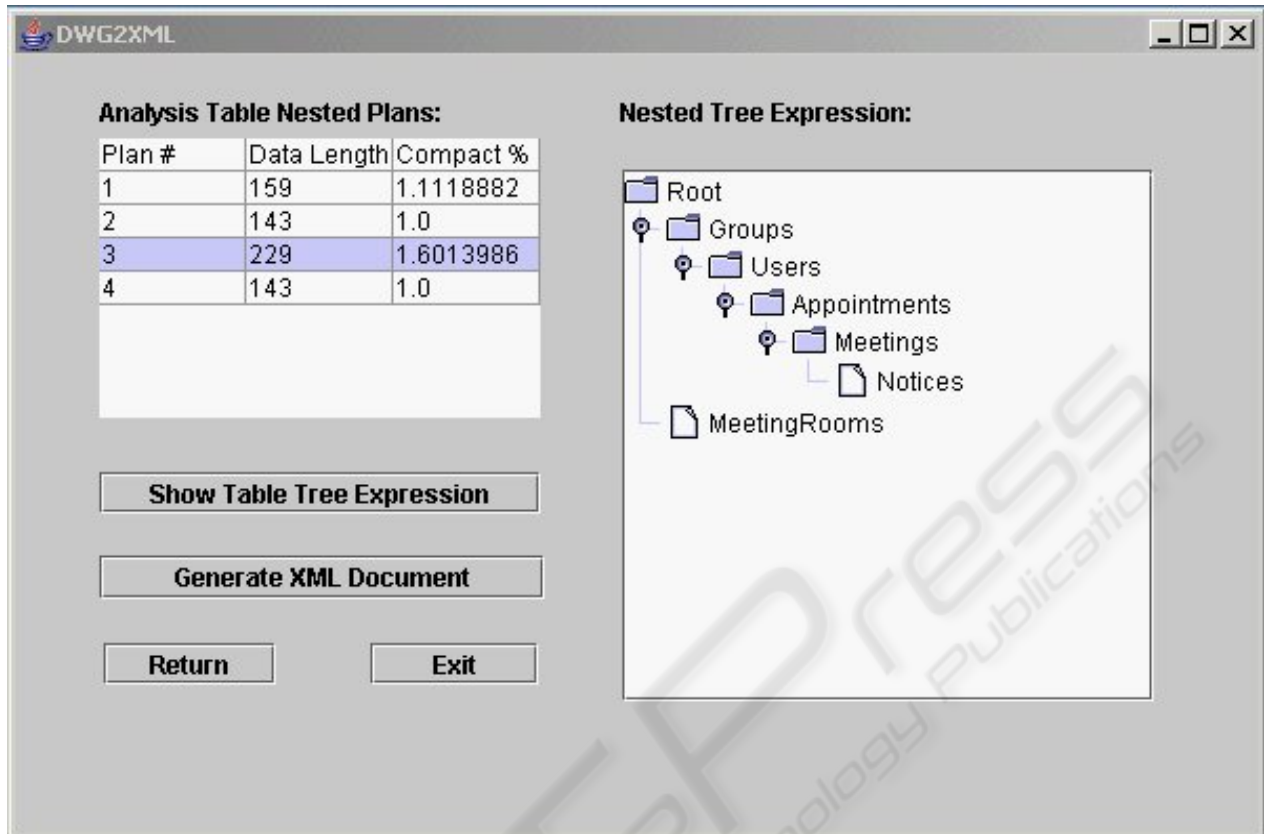 DWG2XML
Analysis Table Nested Plans:
Plan # Data Length Compact %
1 159 1.1118882
2 143 1.0
3 229 1.6013986
4 143 1.0
Show Table Tree Expression
Generate XML Document
Return Exit
Nested Tree Expression:
Root
Groups
Users
Appointments
Meetings
Notices
MeetingRooms
Press
Publications